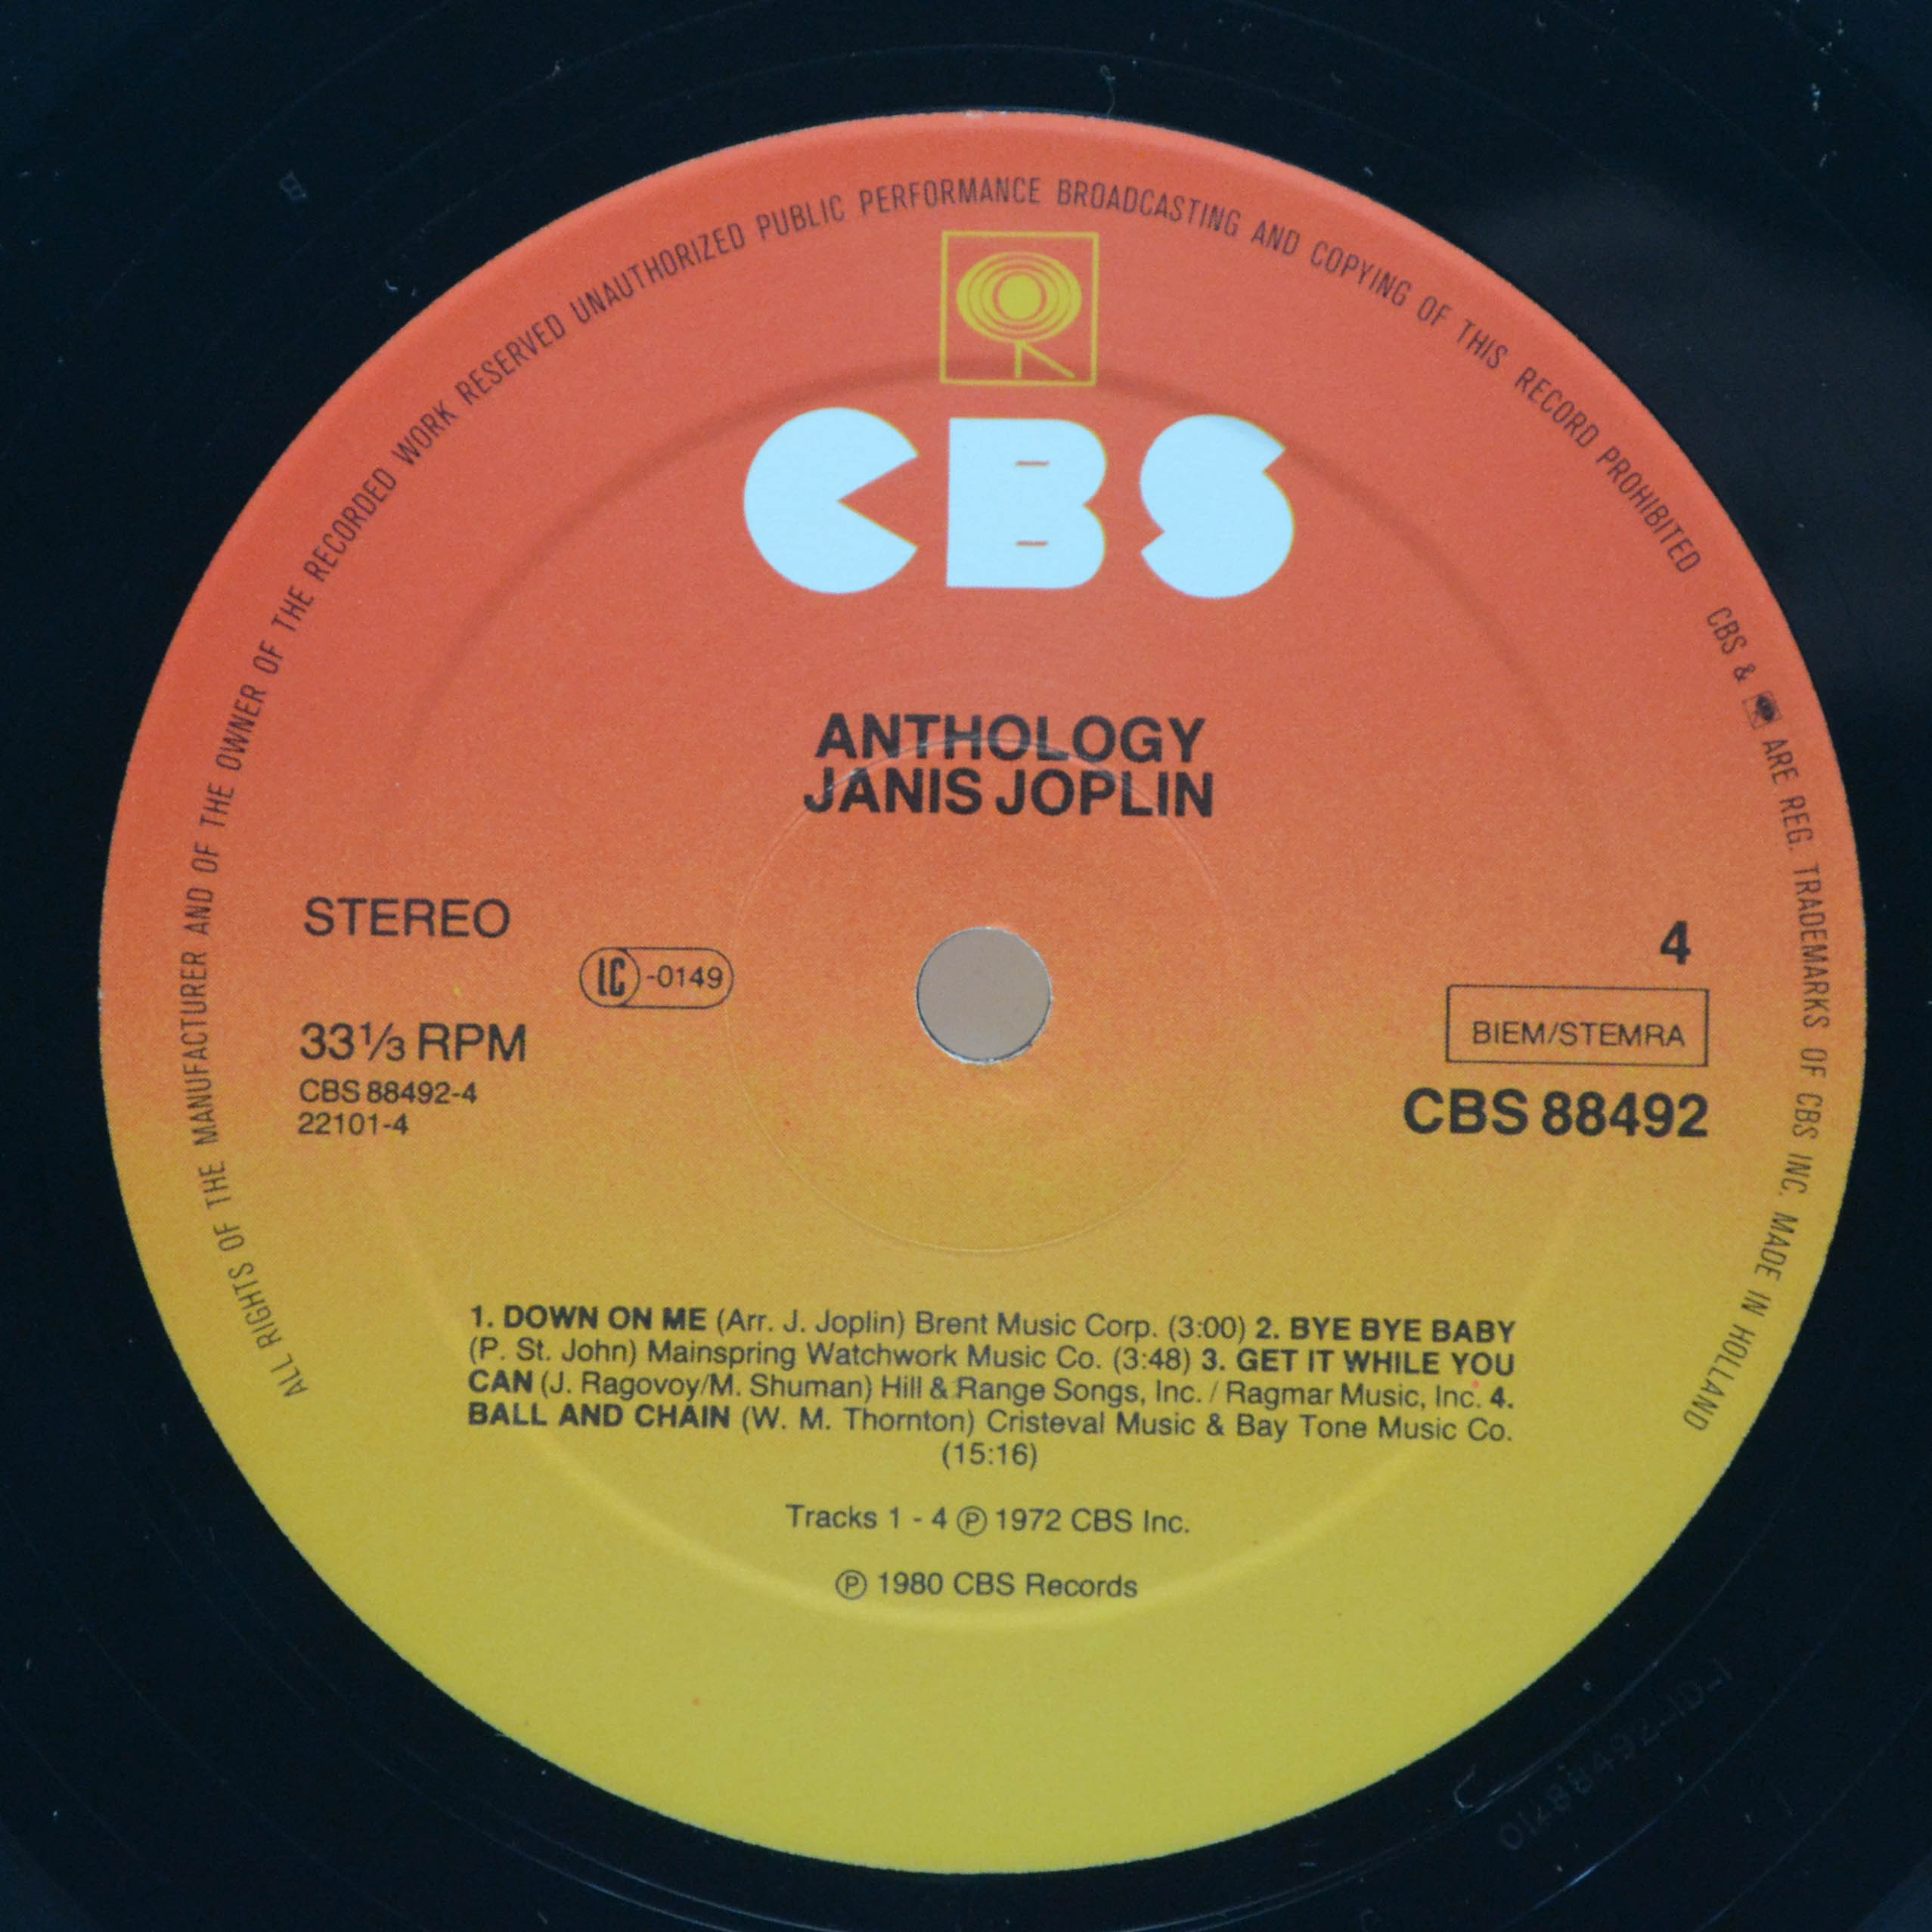 ALL RIGHTS OF THE MANUFACTURER AND OF THE OWNER OF THE RECORDED WORK RESERVED UNAUTHORIZED PUBLIC PERFORMANCE BROADCASTING AND COPYING OF THIS RECORD PROHIBITED CBS & ARE REG. TRADEMARKS OF CBS INC. MADE IN HOLLAND
CBS
ANTHOLOGY
JANIS JOPLIN
STEREO
LC -0149
33⅓ RPM
CBS 88492-4
22101-4
4
BIEM/STEMRA
CBS 88492
1. DOWN ON ME (Arr. J. Joplin) Brent Music Corp. (3:00) 2. BYE BYE BABY
(P. St. John) Mainspring Watchwork Music Co. (3:48) 3. GET IT WHILE YOU
CAN (J. Ragovoy/M. Shuman) Hill & Range Songs, Inc. / Ragmar Music, Inc. 4.
BALL AND CHAIN (W. M. Thornton) Cristeval Music & Bay Tone Music Co.
(15:16)
Tracks 1 - 4 ℗ 1972 CBS Inc.
℗ 1980 CBS Records